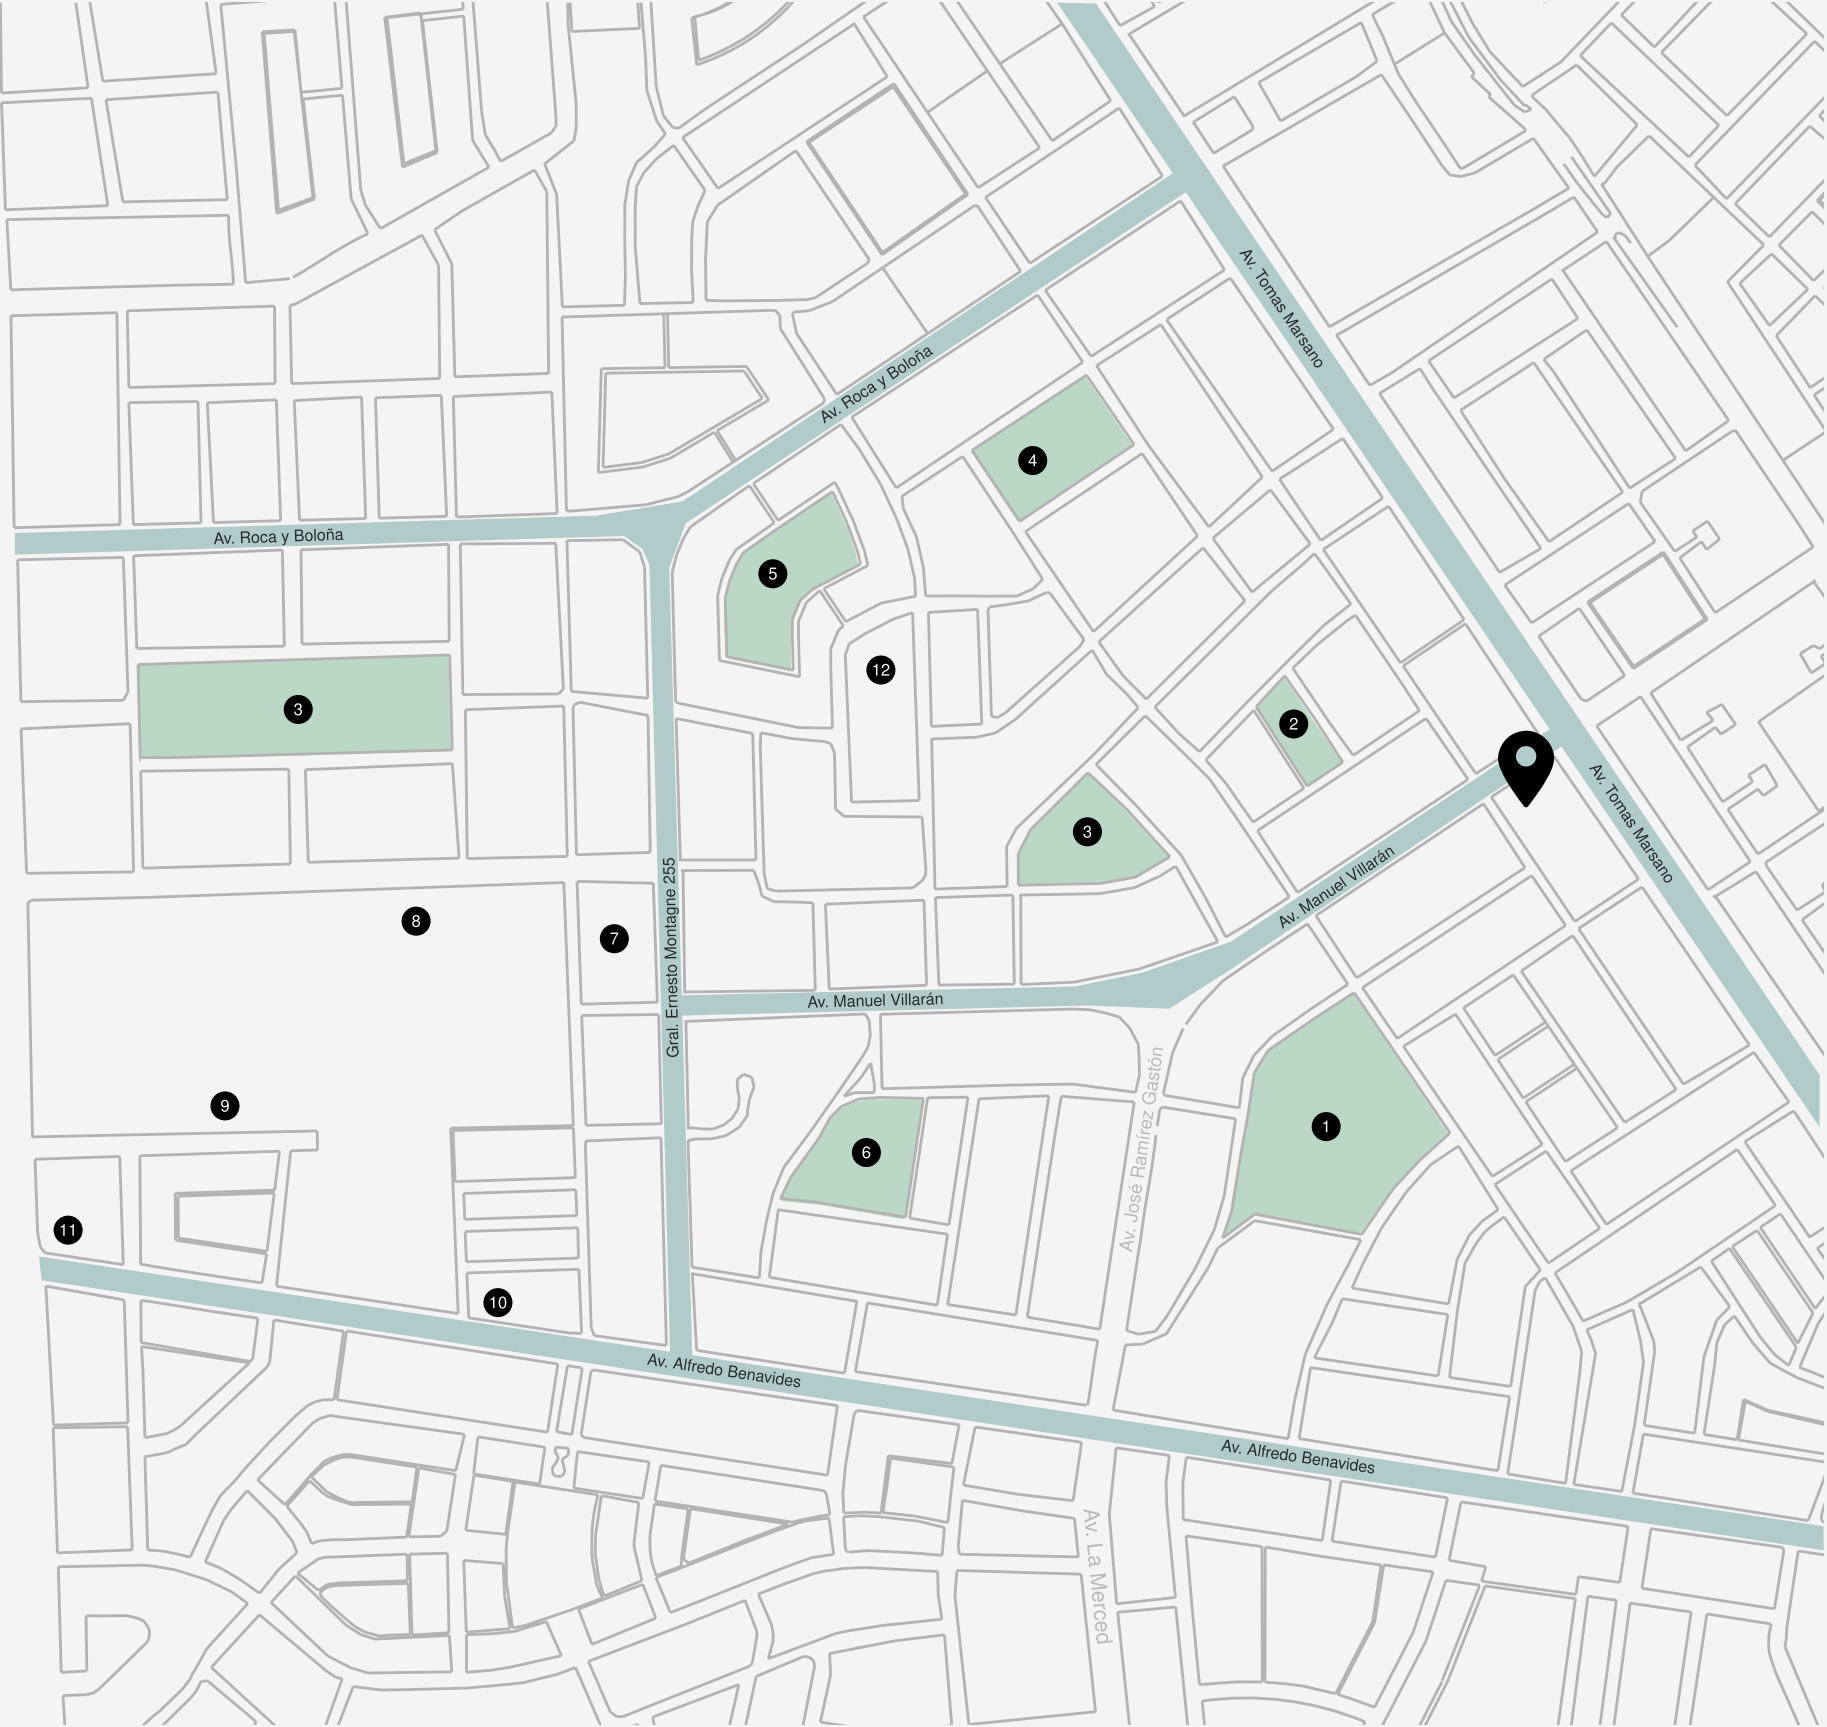 Av. Tomas Marsano
Av. Roca y Boloña
4
Av. Roca y Boloña
5
12
3
2
Av. Tomas Marsano
3
Av. Manuel Villarán
8
7
Gral. Ernesto Montagne 255
Av. Manuel Villarán
9
1
6
Av. José Ramírez Gastón
11
10
Av. Alfredo Benavides
Av. Alfredo Benavides
Av. La Merced